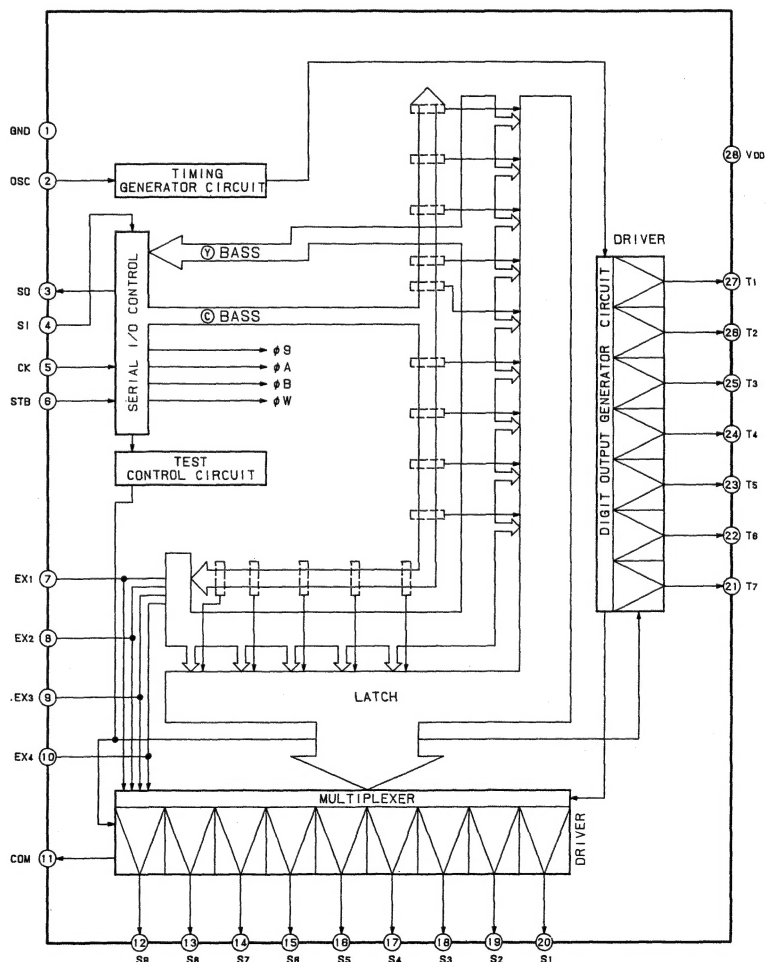 GND 1
OSC 2
TIMING
GENERATOR CIRCUIT
28 VDD
DRIVER
Ⓨ BASS
SO 3
SI 4
CK 5
STB 6
SERIAL I/O CONTROL
Ⓒ BASS
φ9
φA
φB
φW
TEST
CONTROL CIRCUIT
DIGIT OUTPUT GENERATOR CIRCUIT
27 T1
26 T2
25 T3
24 T4
23 T5
22 T6
21 T7
EX1 7
EX2 8
.EX3 9
EX4 10
LATCH
MULTIPLEXER
DRIVER
COM 11
12 13 14 15 16 17 18 19 20
S9 S8 S7 S6 S5 S4 S3 S2 S1